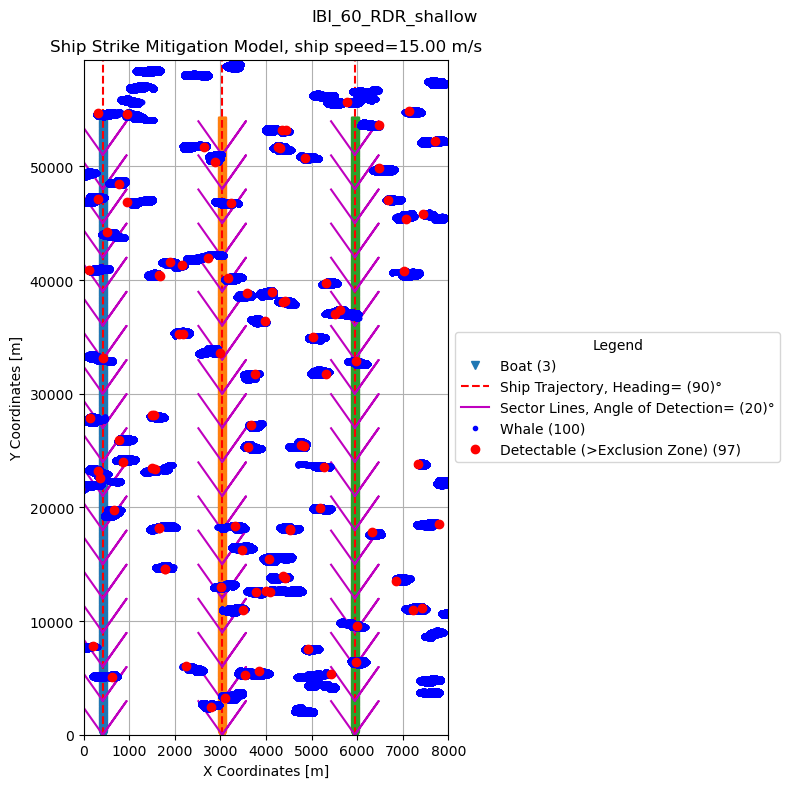 IBI_60_RDR_shallow
Ship Strike Mitigation Model, ship speed=15.00 m/s
50000
40000
30000
20000
10000
0
Y Coordinates [m]
0 1000 2000 3000 4000 5000 6000 7000 8000
X Coordinates [m]
Legend
Boat (3)
Ship Trajectory, Heading= (90)°
Sector Lines, Angle of Detection= (20)°
Whale (100)
Detectable (>Exclusion Zone) (97)